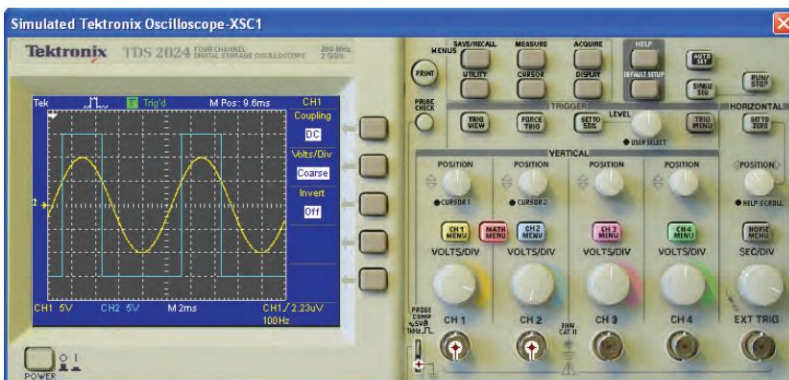 Simulated Tektronix Oscilloscope-XSC1
Tektronix TDS 2024 FOUR CHANNEL DIGITAL STORAGE OSCILLOSCOPE 200 MHz
Tek T Trig'd M Pos: 9.6ms CH1
Coupling
DC
Volts/Div
Coarse
Invert
Off
2
CH1 5V CH2 5V M 2ms CH1 / 2.23uV
100Hz
POWER
PRINT
MENUS
SAVE/RECALL MEASURE ACQUIRE
UTILITY CURSOR DISPLAY
HELP
DEFAULT SETUP
AUTO SET
SINGLE SEQ
RUN/ STOP
PROBE CHECK
TRIGGER
TRIG VIEW
FORCE TRIG
SET TO 50%
LEVEL
USER SELECT
TRIG MENU
HORIZONTAL
SET TO ZERO
VERTICAL
POSITION POSITION POSITION POSITION POSITION
CURSOR 1 CURSOR 2 HELP SCROLL
CH 1 MENU
MATH MENU
CH 2 MENU
CH 3 MENU
CH 4 MENU
HORIZ MENU
VOLTS/DIV VOLTS/DIV VOLTS/DIV VOLTS/DIV SEC/DIV
PROBE COMP
CH 1 CH 2 CH 3 CH 4 EXT TRIG
300V
CAT II